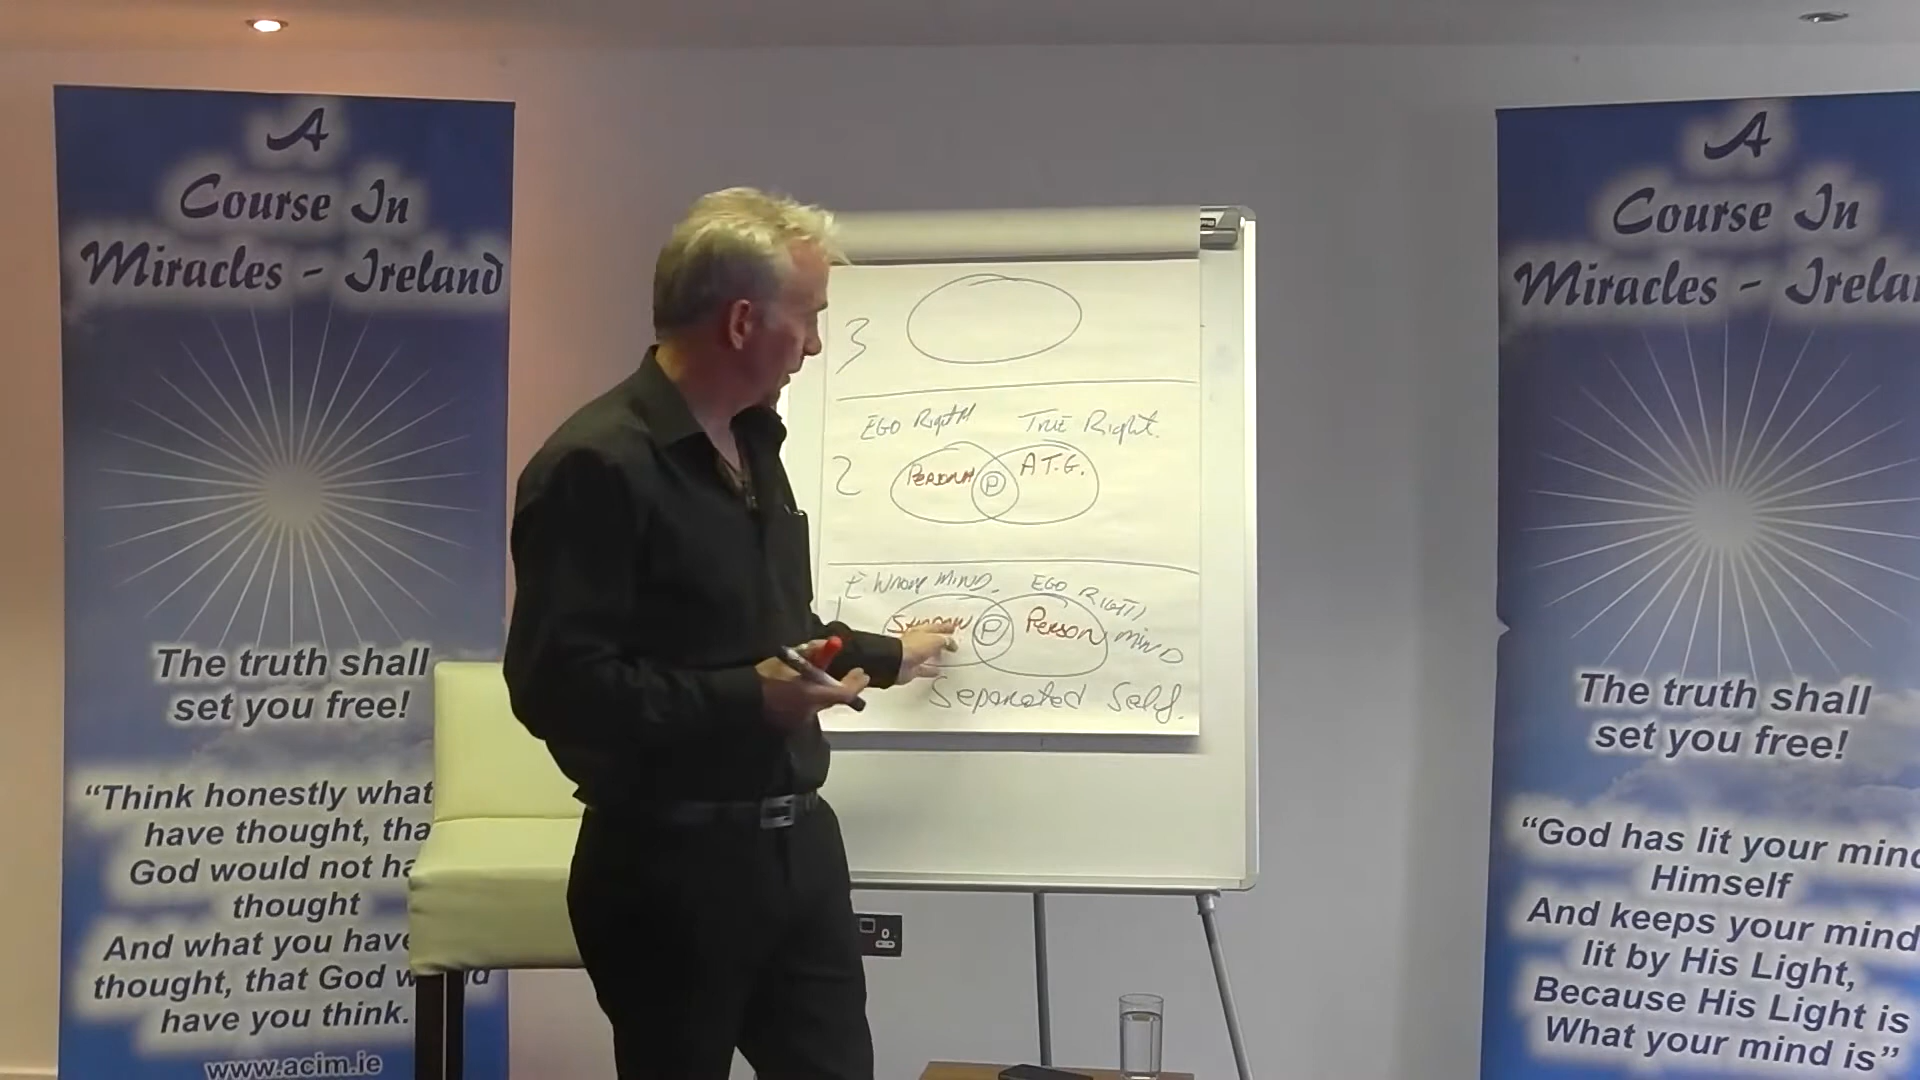 A
Course In
Miracles - Ireland
The truth shall
set you free!
“Think honestly what
have thought, tha
God would not ha
thought
And what you have
thought, that God w
have you think.
www.acim.ie
3
EGO Right
True Right.
2
PERSONA
P
A.T.G.
E Wrong MIND.
EGO RIGHT
MIND
1
P
PERSON
Separated Self.
A
Course In
Miracles - Irela
The truth shall
set you free!
“God has lit your mind
Himself
And keeps your mind
lit by His Light,
Because His Light is
What your mind is”